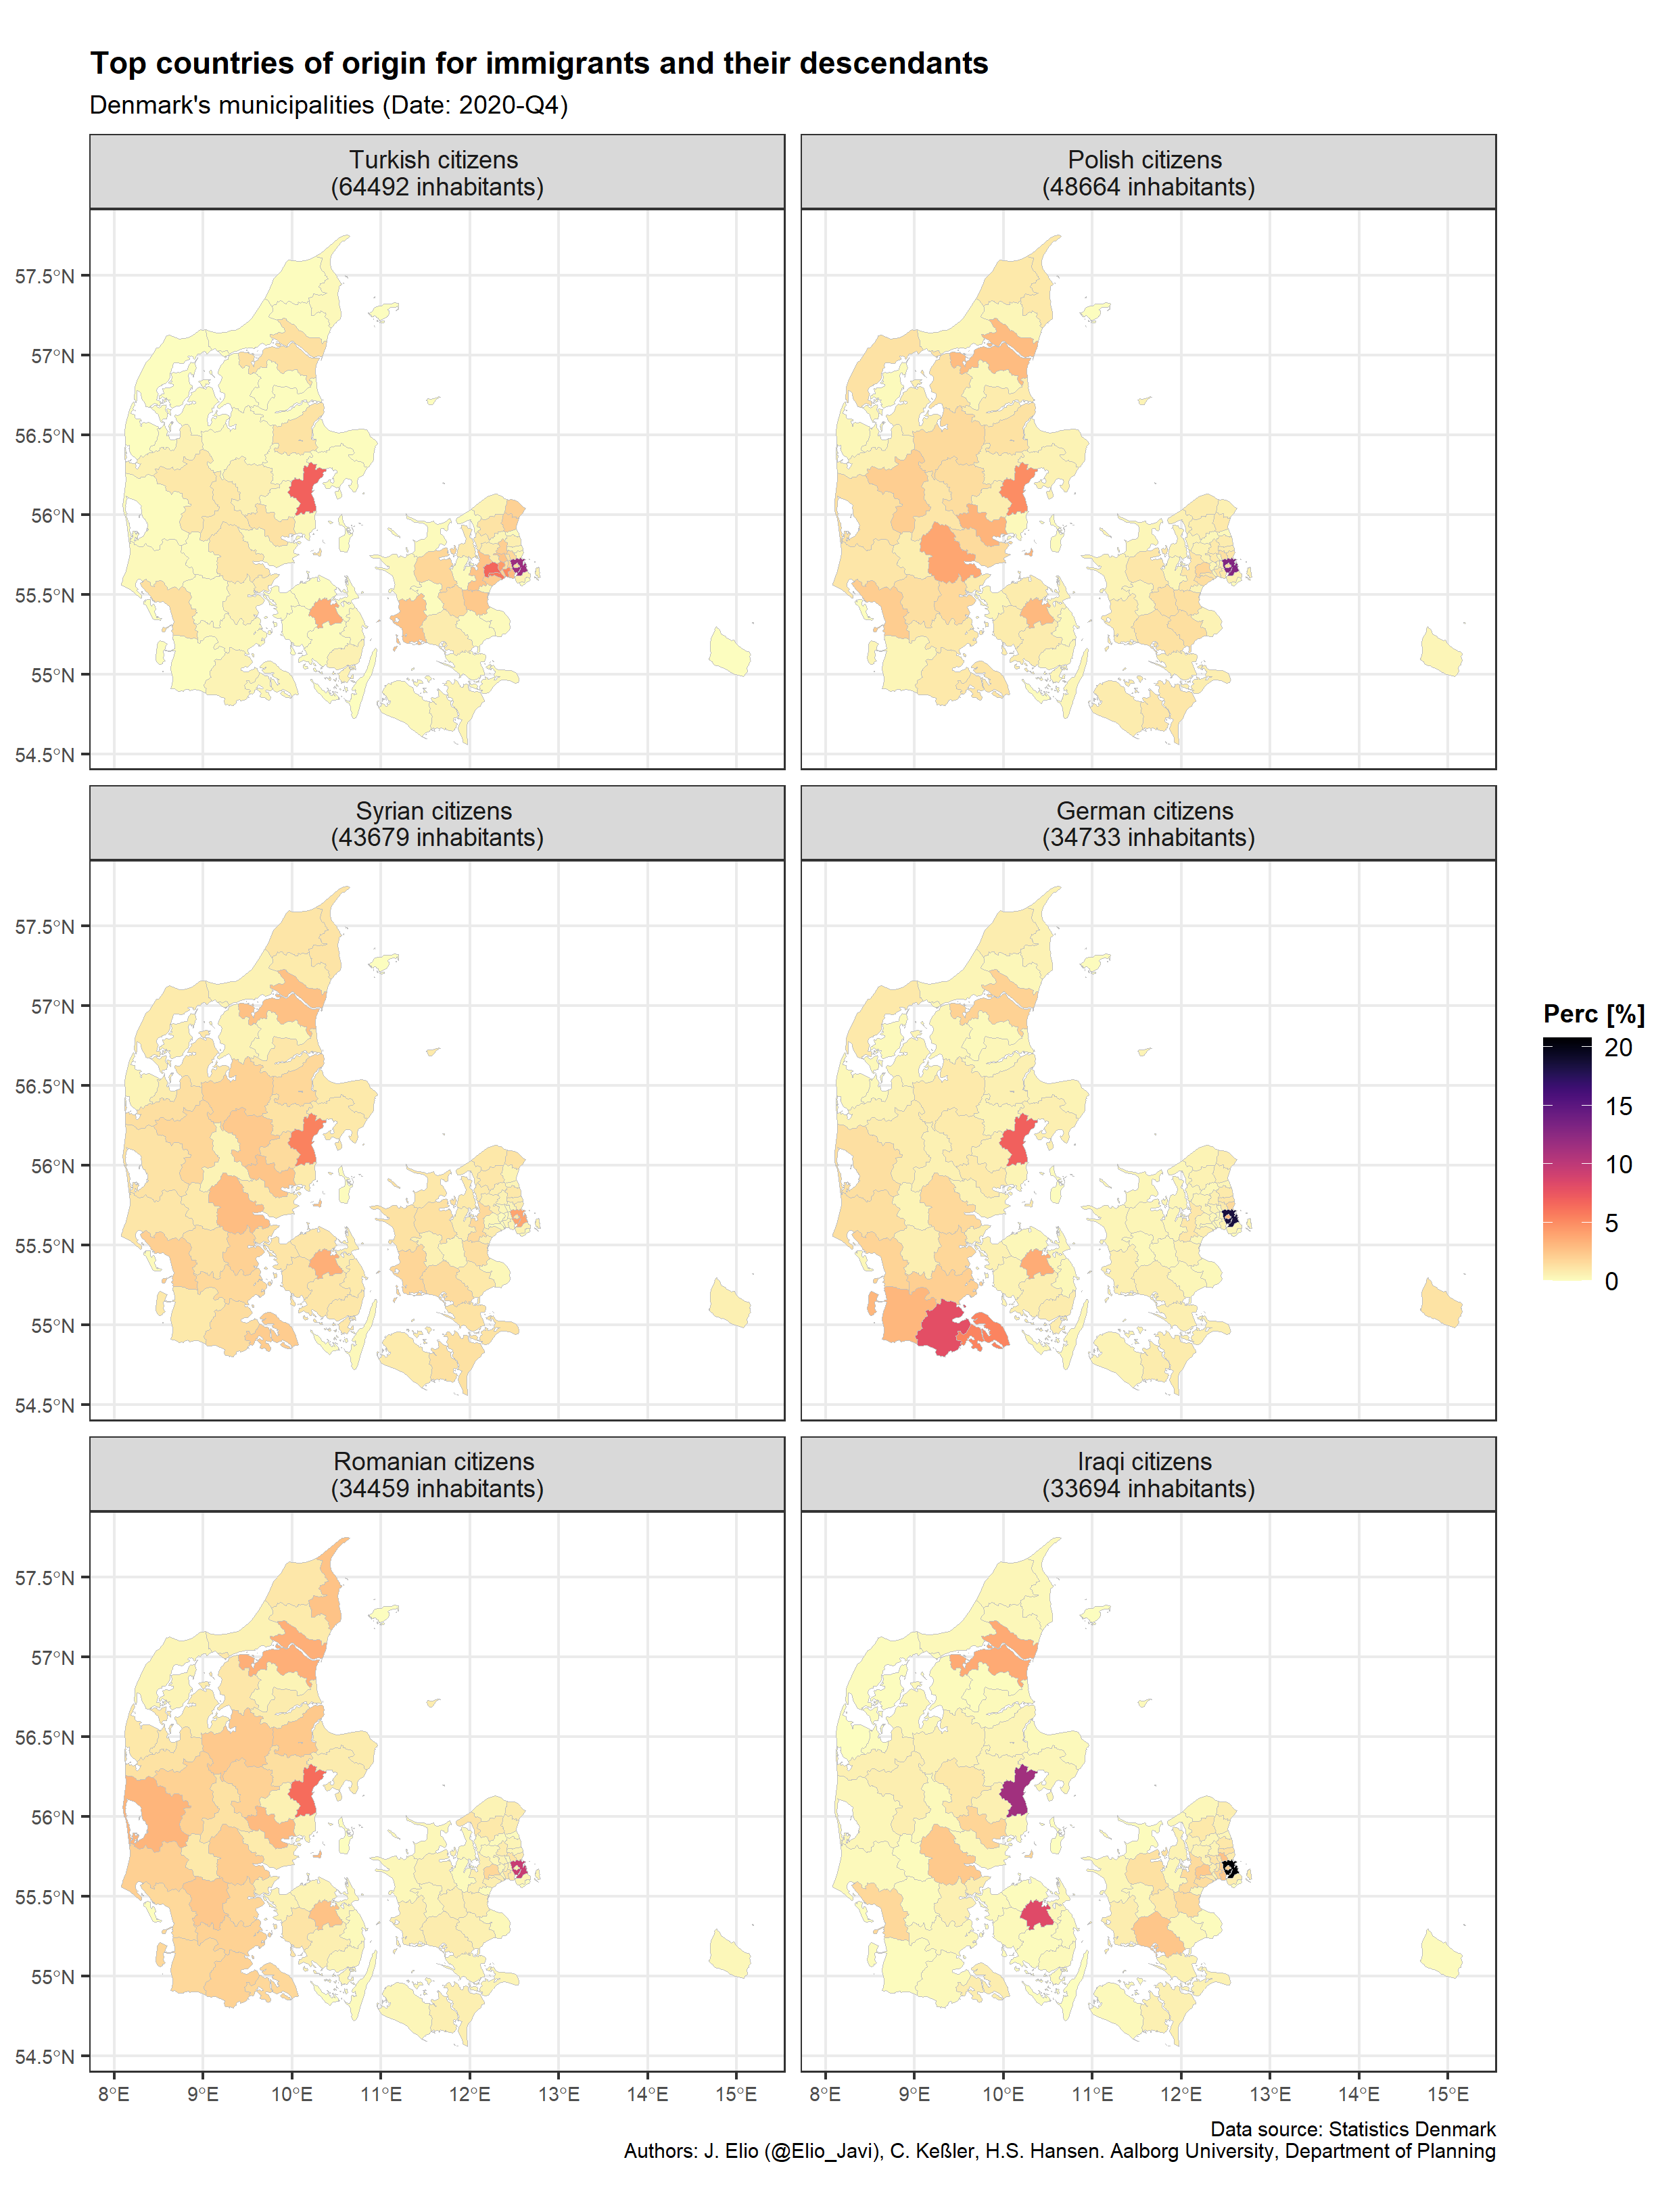 Top countries of origin for immigrants and their descendants
Denmark's municipalities (Date: 2020-Q4)
Turkish citizens
(64492 inhabitants)
Polish citizens
(48664 inhabitants)
57.5°N
57°N
56.5°N
56°N
55.5°N
55°N
54.5°N
Syrian citizens
(43679 inhabitants)
German citizens
(34733 inhabitants)
57.5°N
57°N
56.5°N
56°N
55.5°N
55°N
54.5°N
Perc [%]
20
15
10
5
0
Romanian citizens
(34459 inhabitants)
Iraqi citizens
(33694 inhabitants)
57.5°N
57°N
56.5°N
56°N
55.5°N
55°N
54.5°N
8°E 9°E 10°E 11°E 12°E 13°E 14°E 15°E
8°E 9°E 10°E 11°E 12°E 13°E 14°E 15°E
Data source: Statistics Denmark
Authors: J. Elio (@Elio_Javi), C. Keßler, H.S. Hansen. Aalborg University, Department of Planning